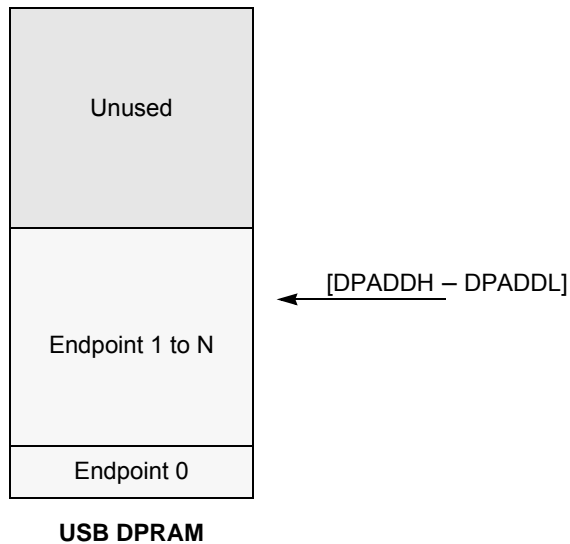 Unused
[DPADDH – DPADDL]
Endpoint 1 to N
Endpoint 0
USB DPRAM